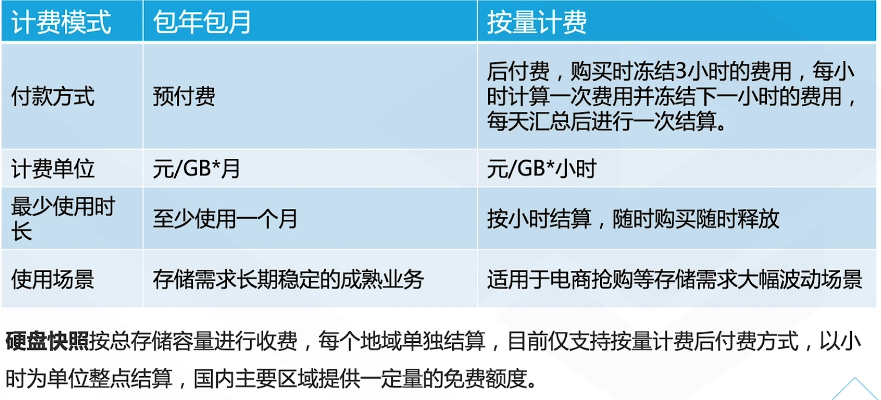 计费模式 包年包月 按量计费
付款方式 预付费 后付费，购买时冻结3小时的费用，每小
时计算一次费用并冻结下一小时的费用，
每天汇总后进行一次结算。
计费单位 元/GB*月 元/GB*小时
最少使用时
长 至少使用一个月 按小时结算，随时购买随时释放
使用场景 存储需求长期稳定的成熟业务 适用于电商抢购等存储需求大幅波动场景
硬盘快照按总存储容量进行收费，每个地域单独结算，目前仅支持按量计费后付费方式，以小
时为单位整点结算，国内主要区域提供一定量的免费额度。